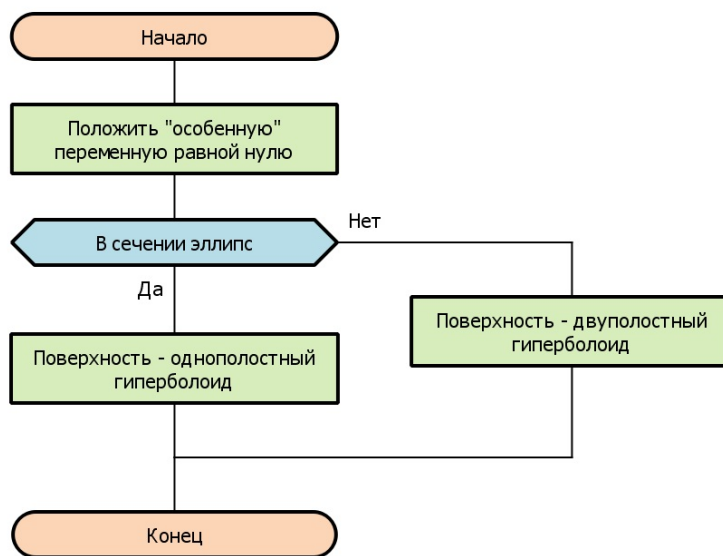 Начало
Положить "особенную"
переменную равной нулю
В сечении эллипс
Нет
Да
Поверхность - однополостный
гиперболоид
Поверхность - двуполостный
гиперболоид
Конец